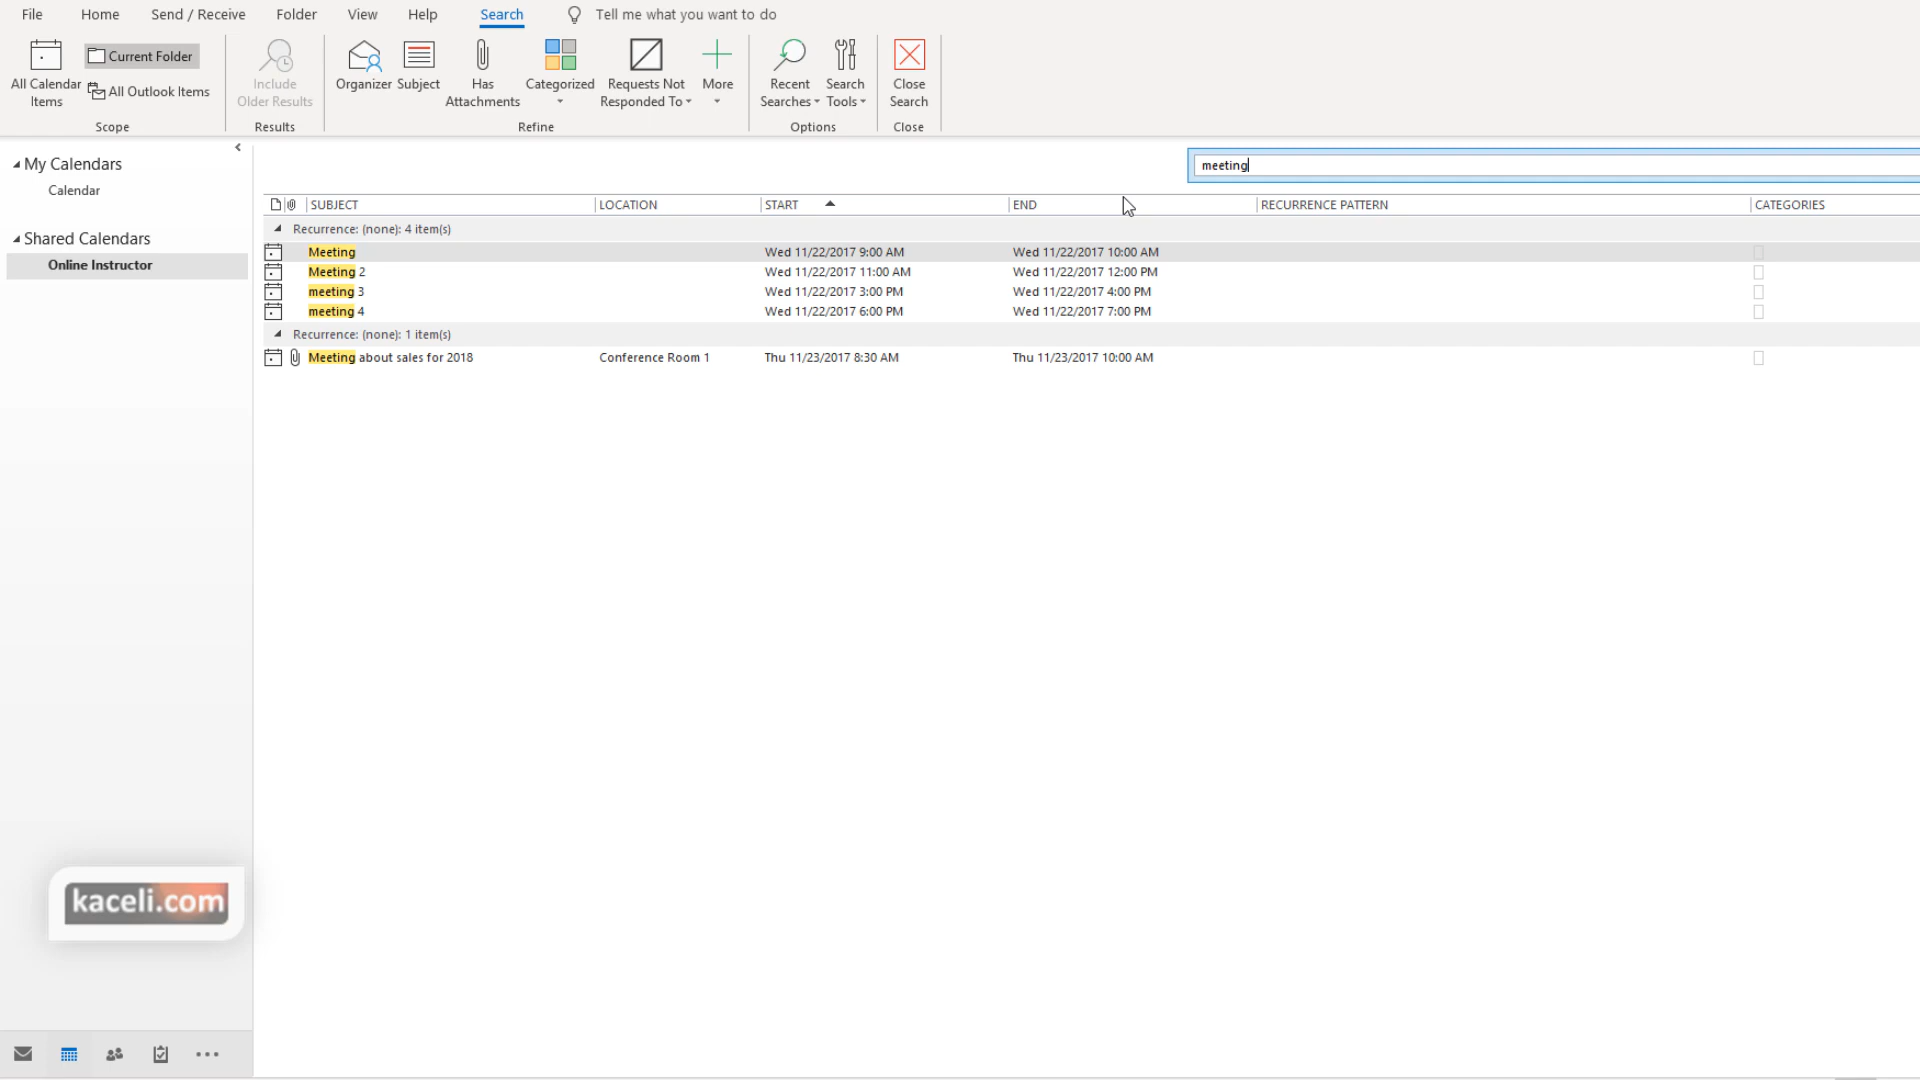 File Home Send / Receive Folder View Help Search Tell me what you want to do
All Calendar Items
Current Folder
All Outlook Items
Scope
Include Older Results
Results
Organizer
Subject
Has Attachments
Categorized
Requests Not Responded To
More
Refine
Recent Searches
Search Tools
Options
Close Search
Close
My Calendars
Calendar
Shared Calendars
Online Instructor
meeting
SUBJECT LOCATION START END RECURRENCE PATTERN CATEGORIES
Recurrence: (none): 4 item(s)
Meeting Wed 11/22/2017 9:00 AM Wed 11/22/2017 10:00 AM
Meeting 2 Wed 11/22/2017 11:00 AM Wed 11/22/2017 12:00 PM
meeting 3 Wed 11/22/2017 3:00 PM Wed 11/22/2017 4:00 PM
meeting 4 Wed 11/22/2017 6:00 PM Wed 11/22/2017 7:00 PM
Recurrence: (none): 1 item(s)
Meeting about sales for 2018 Conference Room 1 Thu 11/23/2017 8:30 AM Thu 11/23/2017 10:00 AM
kaceli.com